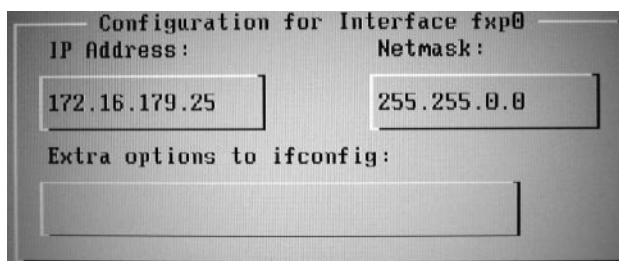 Configuration for Interface fxp0
IP Address: Netmask:
172.16.179.25 255.255.0.0
Extra options to ifconfig: